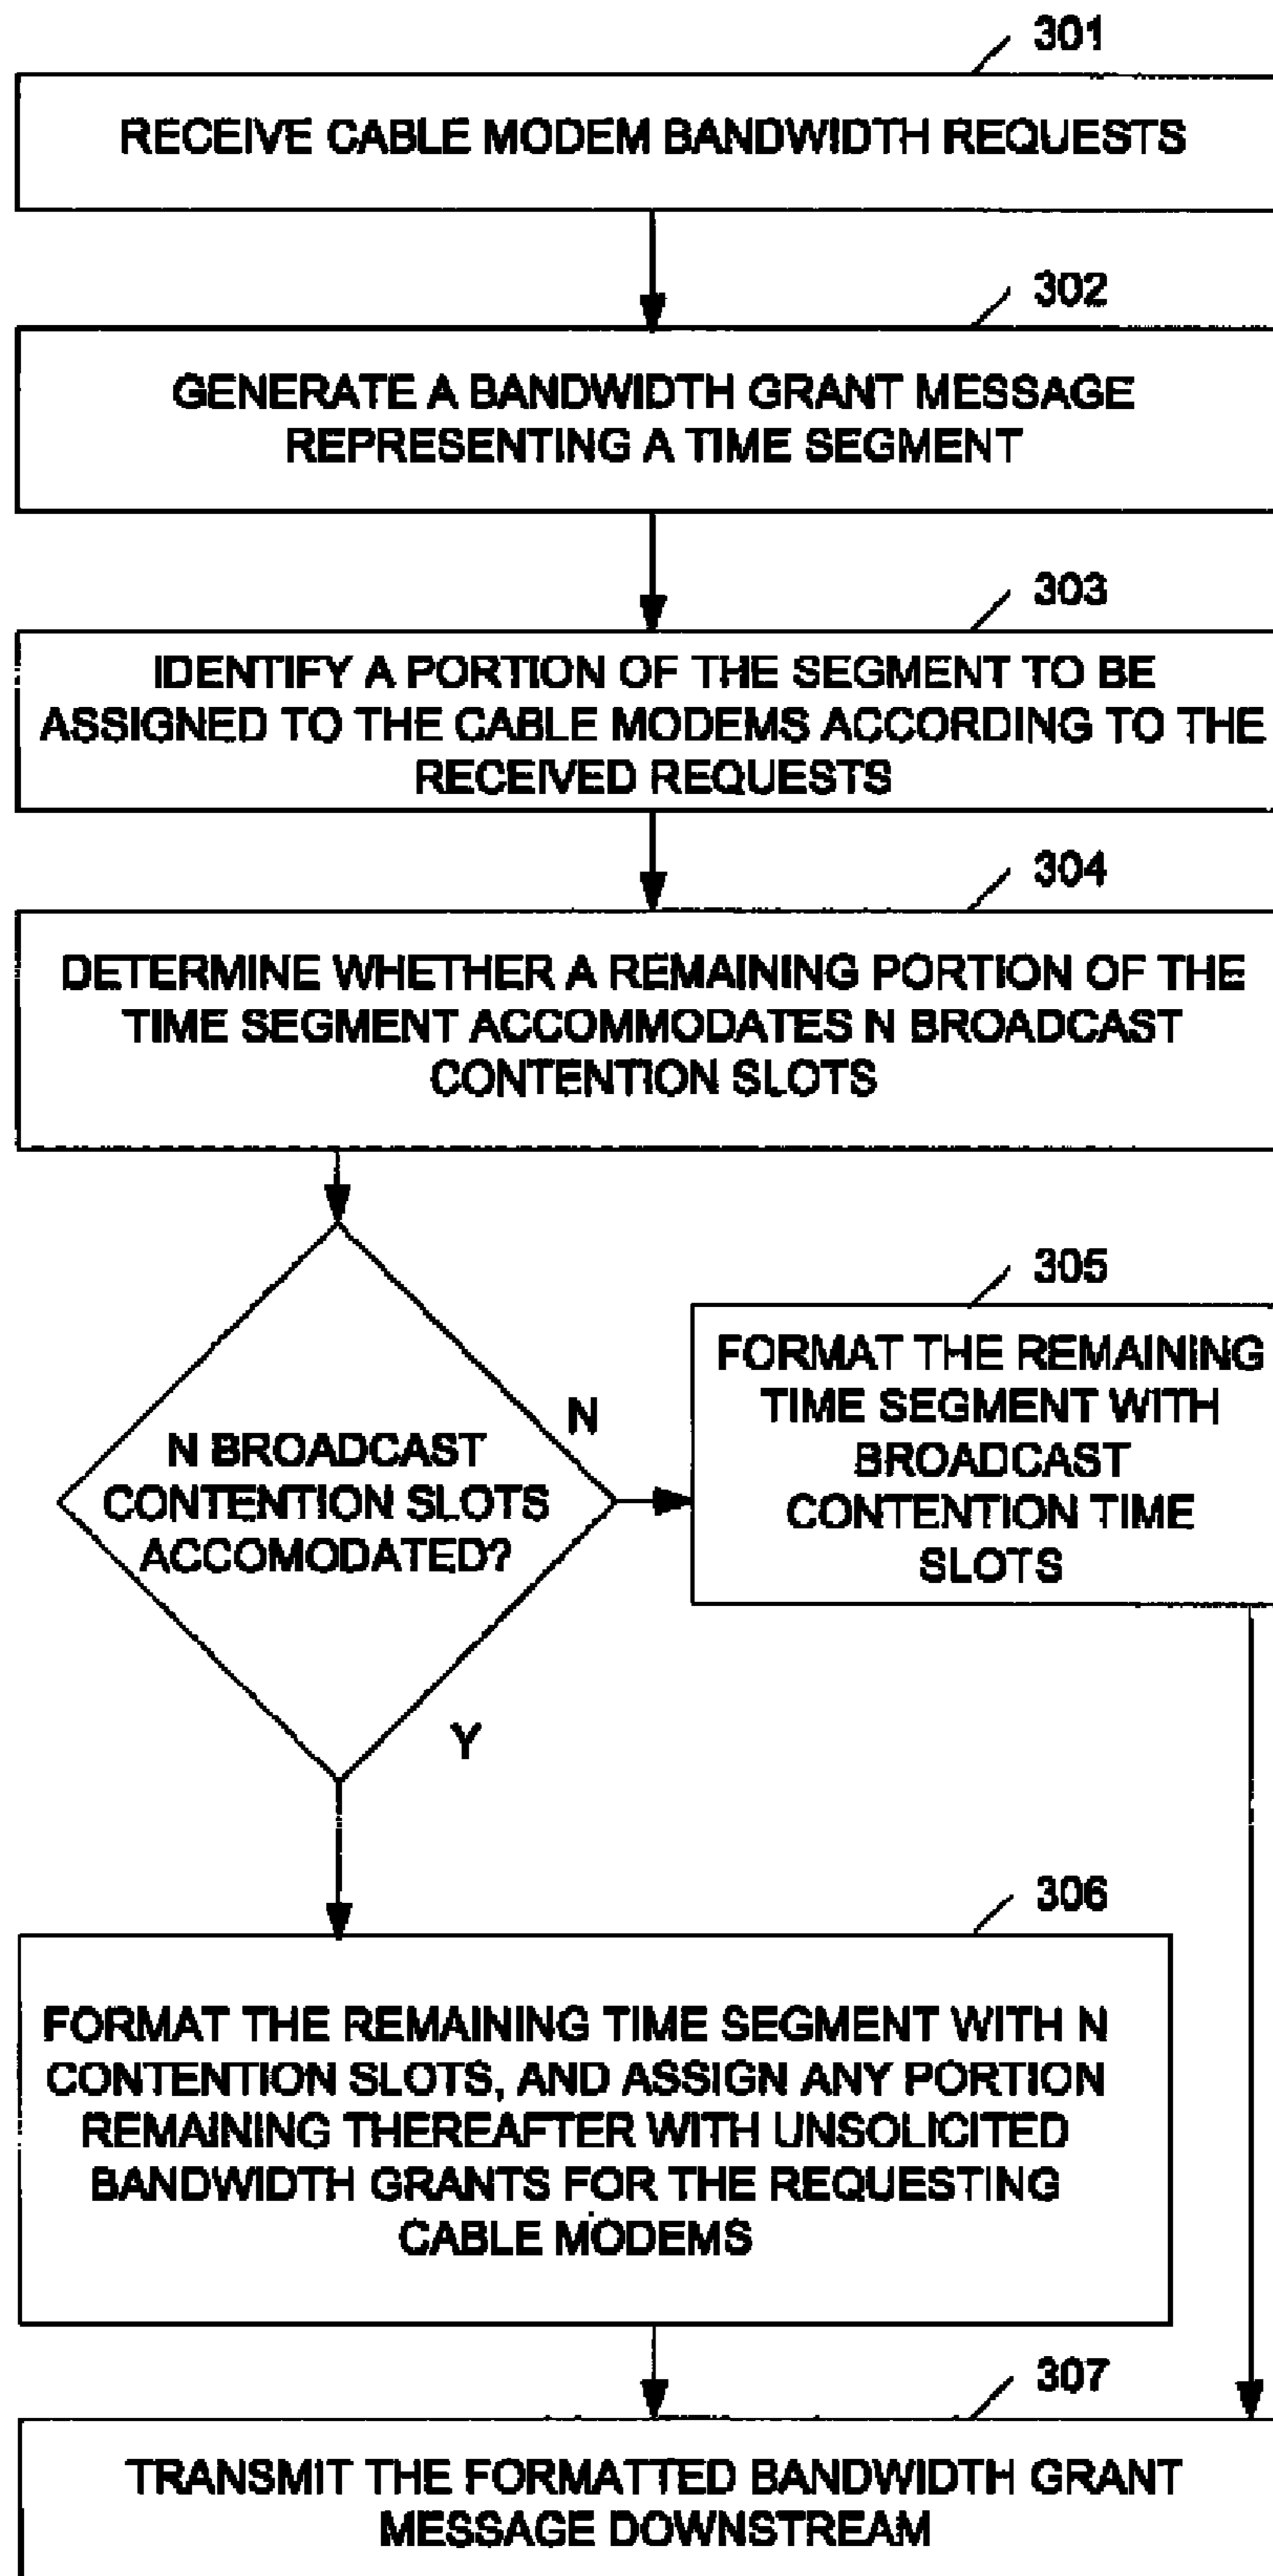 301
RECEIVE CABLE MODEM BANDWIDTH REQUESTS
302
GENERATE A BANDWIDTH GRANT MESSAGE
REPRESENTING A TIME SEGMENT
303
IDENTIFY A PORTION OF THE SEGMENT TO BE
ASSIGNED TO THE CABLE MODEMS ACCORDING TO THE
RECEIVED REQUESTS
304
DETERMINE WHETHER A REMAINING PORTION OF THE
TIME SEGMENT ACCOMMODATES N BROADCAST
CONTENTION SLOTS
N BROADCAST
CONTENTION SLOTS
ACCOMODATED?
N
305
FORMAT THE REMAINING
TIME SEGMENT WITH
BROADCAST
CONTENTION TIME
SLOTS
Y
306
FORMAT THE REMAINING TIME SEGMENT WITH N
CONTENTION SLOTS, AND ASSIGN ANY PORTION
REMAINING THEREAFTER WITH UNSOLICITED
BANDWIDTH GRANTS FOR THE REQUESTING
CABLE MODEMS
307
TRANSMIT THE FORMATTED BANDWIDTH GRANT
MESSAGE DOWNSTREAM